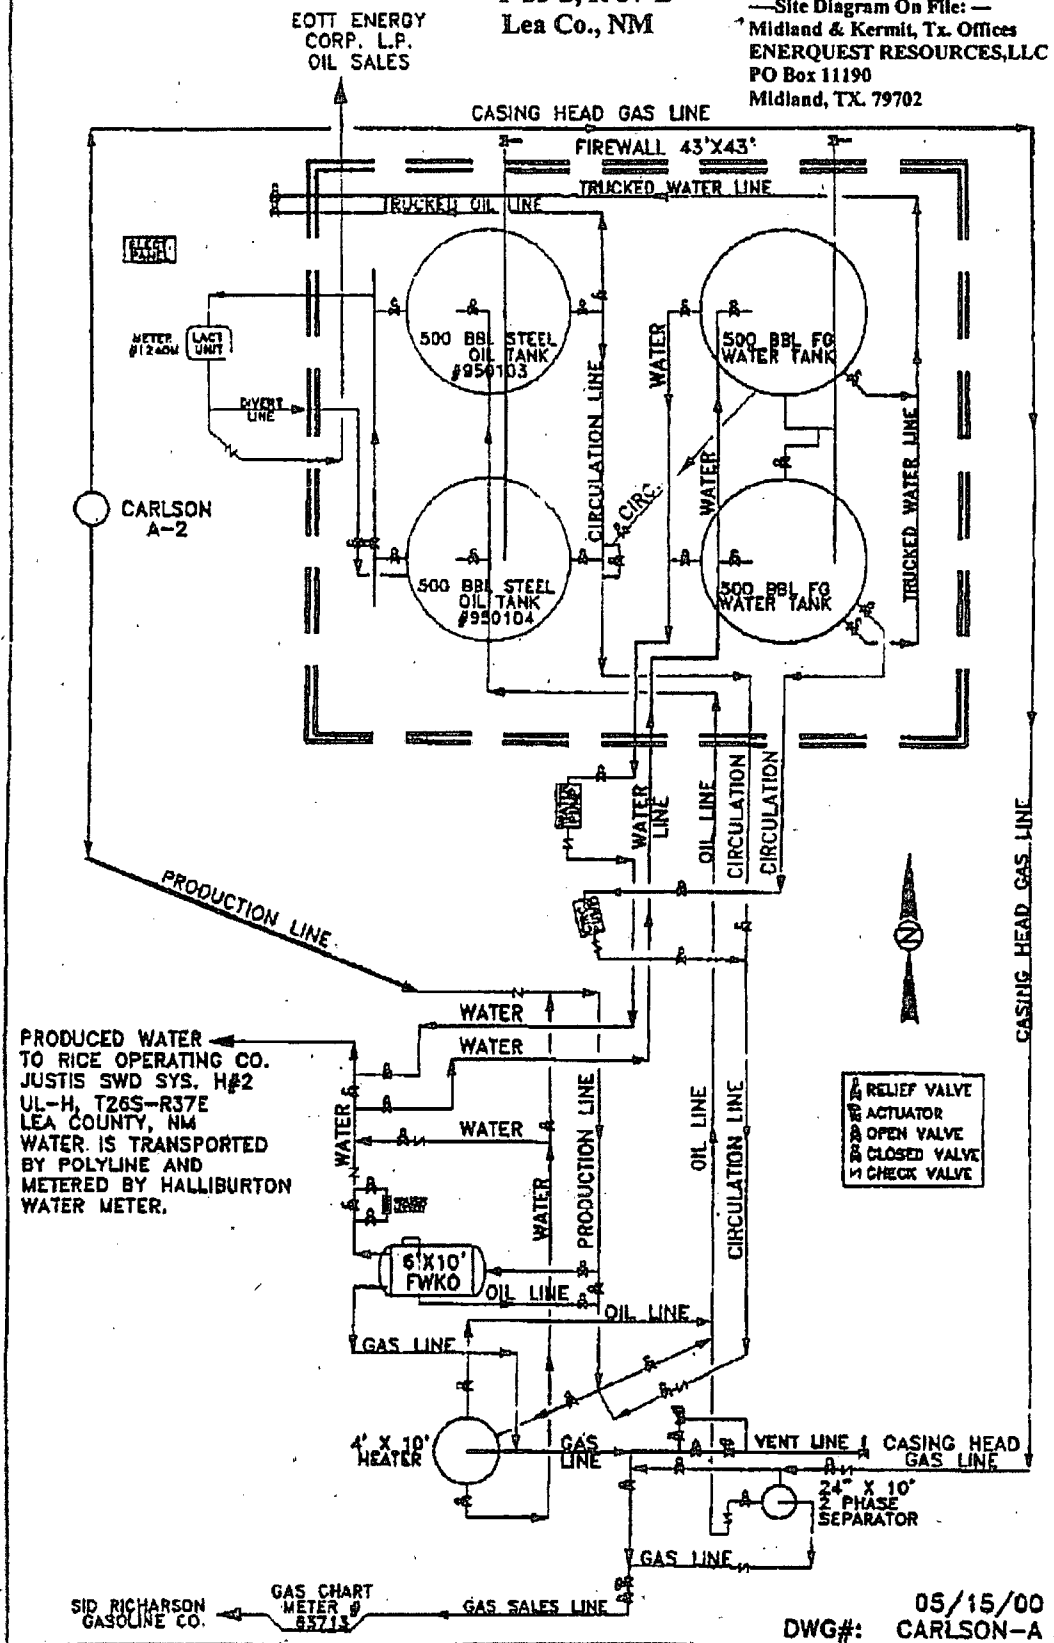 Lea Co., NM
—Site Diagram On File: —
Midland & Kermit, Tx. Offices
ENERQUEST RESOURCES,LLC
PO Box 11190
Midland, TX. 79702
EOTT ENERGY
CORP. L.P.
OIL SALES
CASING HEAD GAS LINE
FIREWALL 43'X43'
TRUCKED WATER LINE
TRUCKED OIL LINE
ELECT.
PANEL
METER
#1240M
LACT
UNIT
DIVERT
LINE
500 BBL STEEL
OIL TANK
#950103
500 BBL FG
WATER TANK
WATER
CIRCULATION LINE
CIRC.
WATER
TRUCKED WATER LINE
CARLSON
A-2
500 BBL STEEL
OIL TANK
#950104
500 BBL FG
WATER TANK
WATER
LINE
OIL LINE
CIRCULATION
CIRCULATION
CASING HEAD GAS LINE
PRODUCTION LINE
N
WATER
WATER
WATER
PRODUCED WATER
TO RICE OPERATING CO.
JUSTIS SWD SYS. H#2
UL-H, T26S-R37E
LEA COUNTY, NM
WATER IS TRANSPORTED
BY POLYLINE AND
METERED BY HALLIBURTON
WATER METER.
WATER
WATER
PRODUCTION LINE
OIL LINE
CIRCULATION LINE
RELIEF VALVE
ACTUATOR
OPEN VALVE
CLOSED VALVE
CHECK VALVE
6'X10'
FWKO
OIL LINE
OIL LINE
GAS LINE
4' X 10'
HEATER
GAS
LINE
VENT LINE
CASING HEAD
GAS LINE
24" X 10'
2 PHASE
SEPARATOR
GAS LINE
SID RICHARSON
GASOLINE CO.
GAS CHART
METER #
83713
GAS SALES LINE
05/15/00
DWG#: CARLSON-A